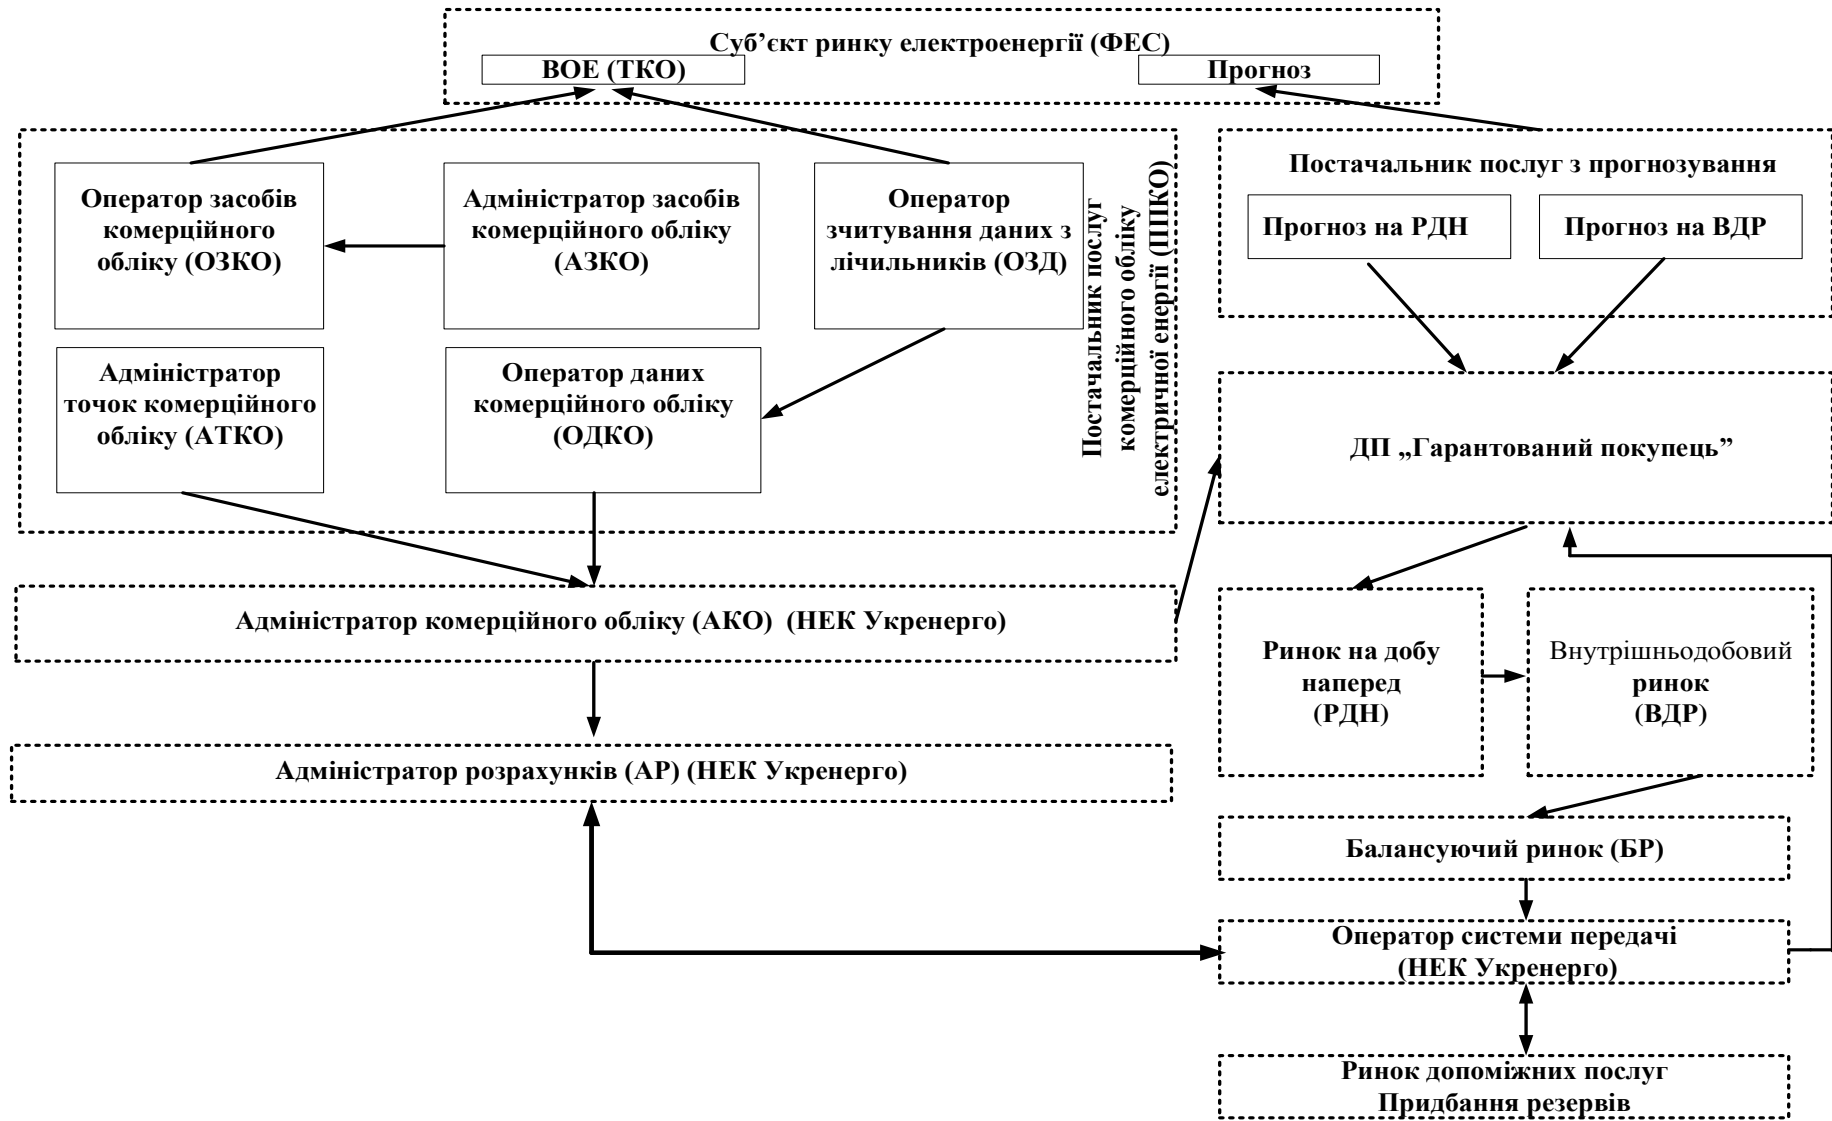 Суб’єкт ринку електроенергії (ФЕС)
ВОЕ (ТКО)
Прогноз
Оператор засобів
комерційного
обліку (ОЗКО)
Адміністратор засобів
комерційного обліку
(АЗКО)
Оператор
зчитування даних з
лічильників (ОЗД)
Адміністратор
точок комерційного
обліку (АТКО)
Оператор даних
комерційного обліку
(ОДКО)
Постачальник послуг
комерційного обліку
електричної енергії (ППКО)
Постачальник послуг з прогнозування
Прогноз на РДН
Прогноз на ВДР
ДП „Гарантований покупець”
Адміністратор комерційного обліку (АКО) (НЕК Укренерго)
Адміністратор розрахунків (АР) (НЕК Укренерго)
Ринок на добу
наперед
(РДН)
Внутрішньодобовий
ринок
(ВДР)
Балансуючий ринок (БР)
Оператор системи передачі
(НЕК Укренерго)
Ринок допоміжних послуг
Придбання резервів